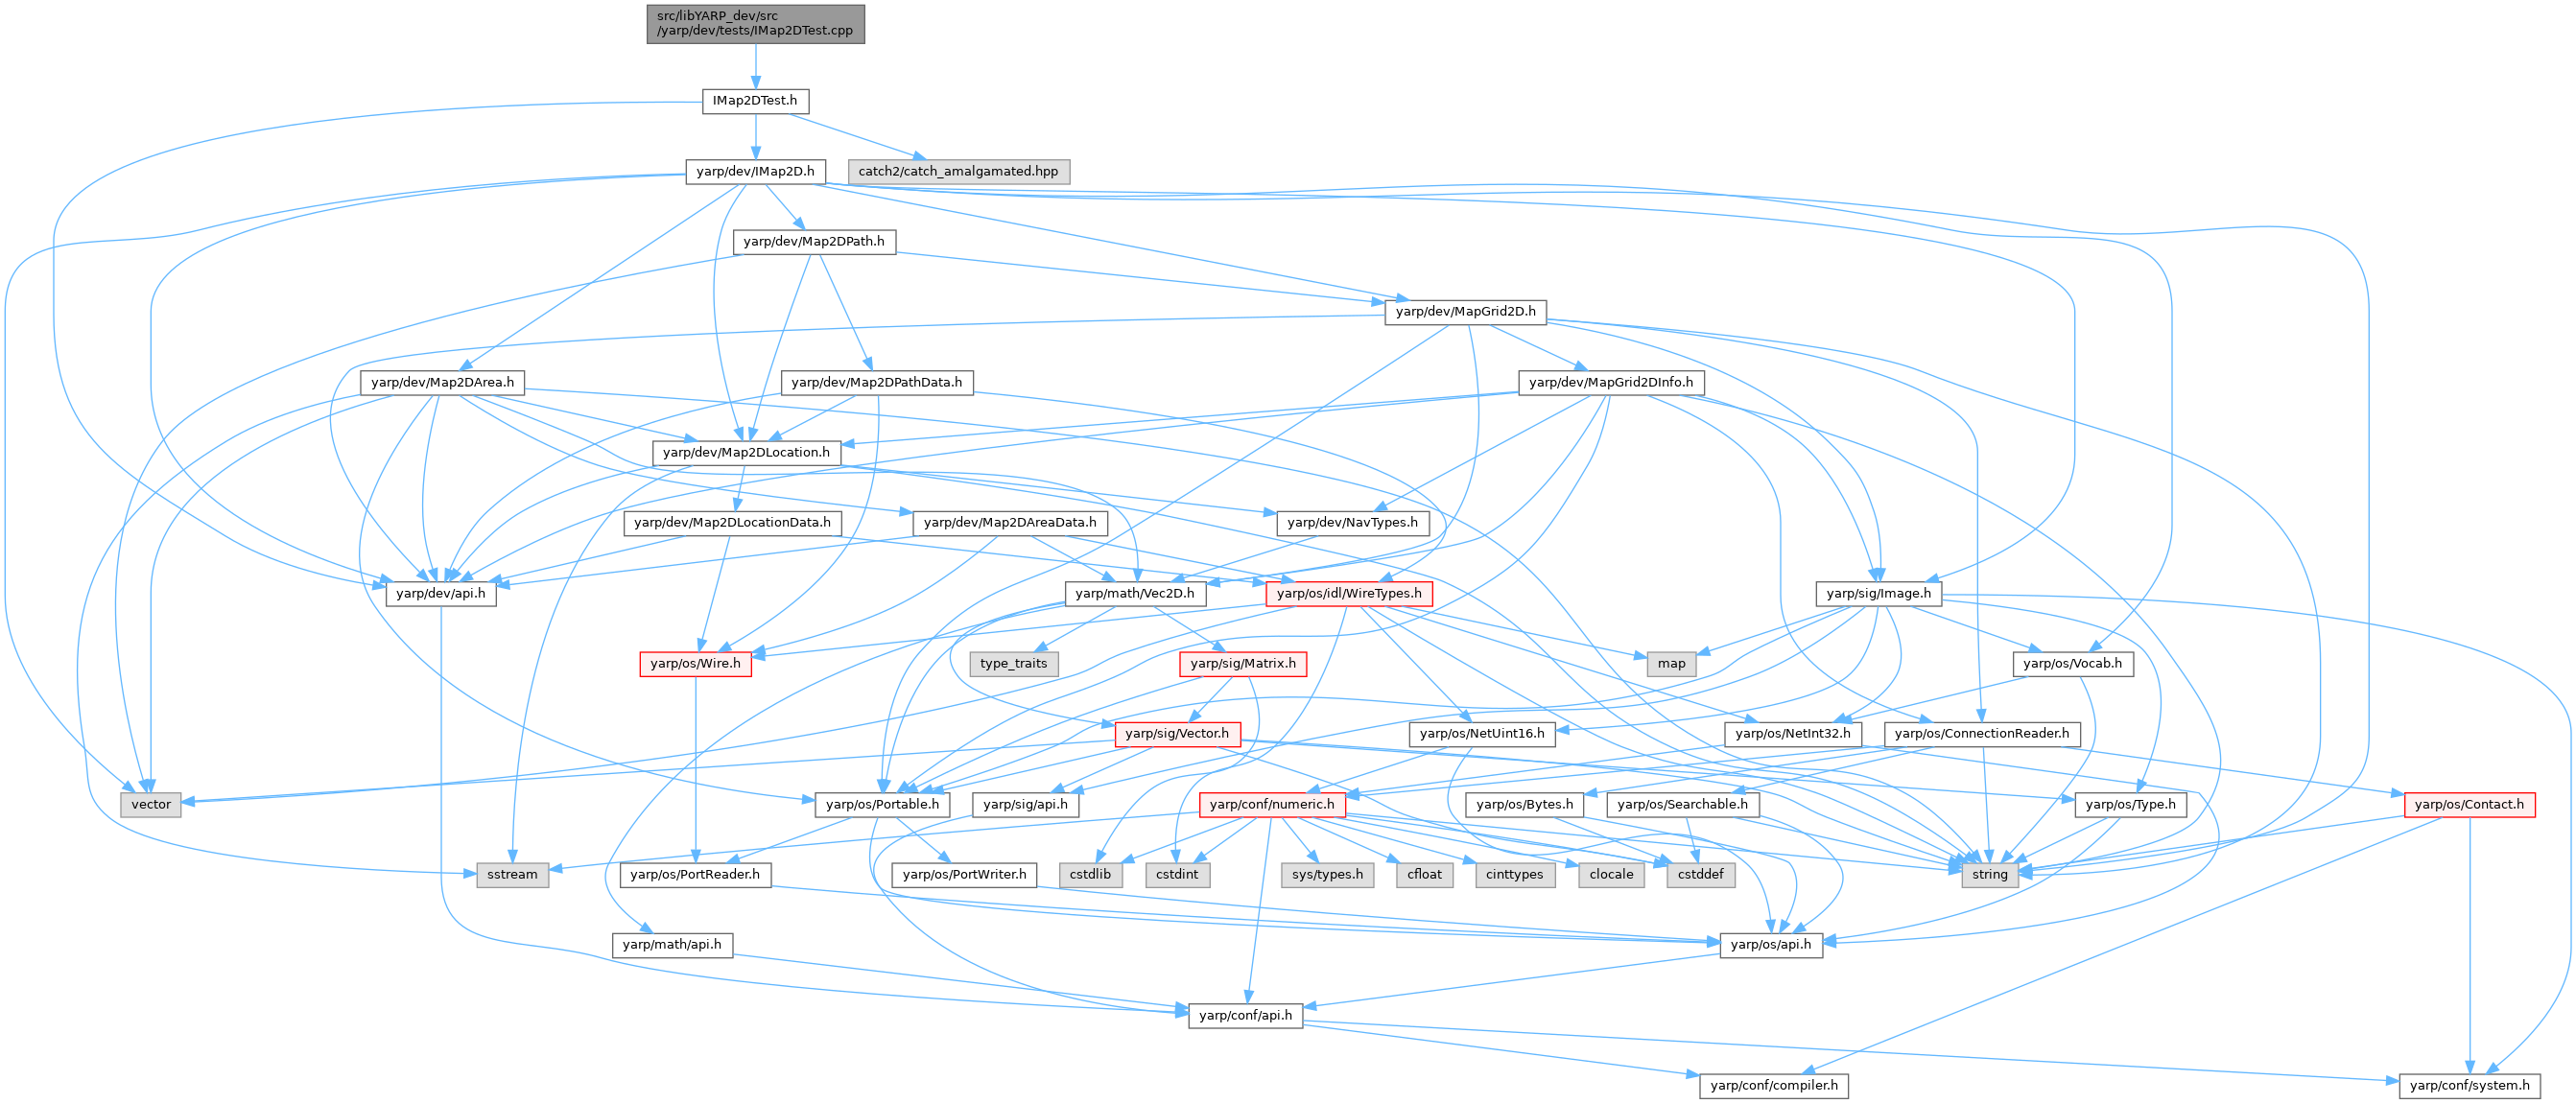 src/libYARP_dev/src
/yarp/dev/tests/IMap2DTest.cpp
IMap2DTest.h
yarp/dev/IMap2D.h
catch2/catch_amalgamated.hpp
yarp/dev/Map2DPath.h
yarp/dev/MapGrid2D.h
yarp/dev/Map2DArea.h
yarp/dev/Map2DPathData.h
yarp/dev/MapGrid2DInfo.h
yarp/dev/Map2DLocation.h
yarp/dev/Map2DLocationData.h
yarp/dev/Map2DAreaData.h
yarp/dev/NavTypes.h
yarp/dev/api.h
yarp/math/Vec2D.h
yarp/os/idl/WireTypes.h
yarp/sig/Image.h
yarp/os/Wire.h
type_traits
yarp/sig/Matrix.h
map
yarp/os/Vocab.h
yarp/sig/Vector.h
yarp/os/NetUint16.h
yarp/os/NetInt32.h
yarp/os/ConnectionReader.h
vector
yarp/os/Portable.h
yarp/sig/api.h
yarp/conf/numeric.h
yarp/os/Bytes.h
yarp/os/Searchable.h
yarp/os/Type.h
yarp/os/Contact.h
sstream
yarp/os/PortReader.h
yarp/os/PortWriter.h
cstdlib
cstdint
sys/types.h
cfloat
cinttypes
clocale
cstddef
string
yarp/math/api.h
yarp/os/api.h
yarp/conf/api.h
yarp/conf/compiler.h
yarp/conf/system.h